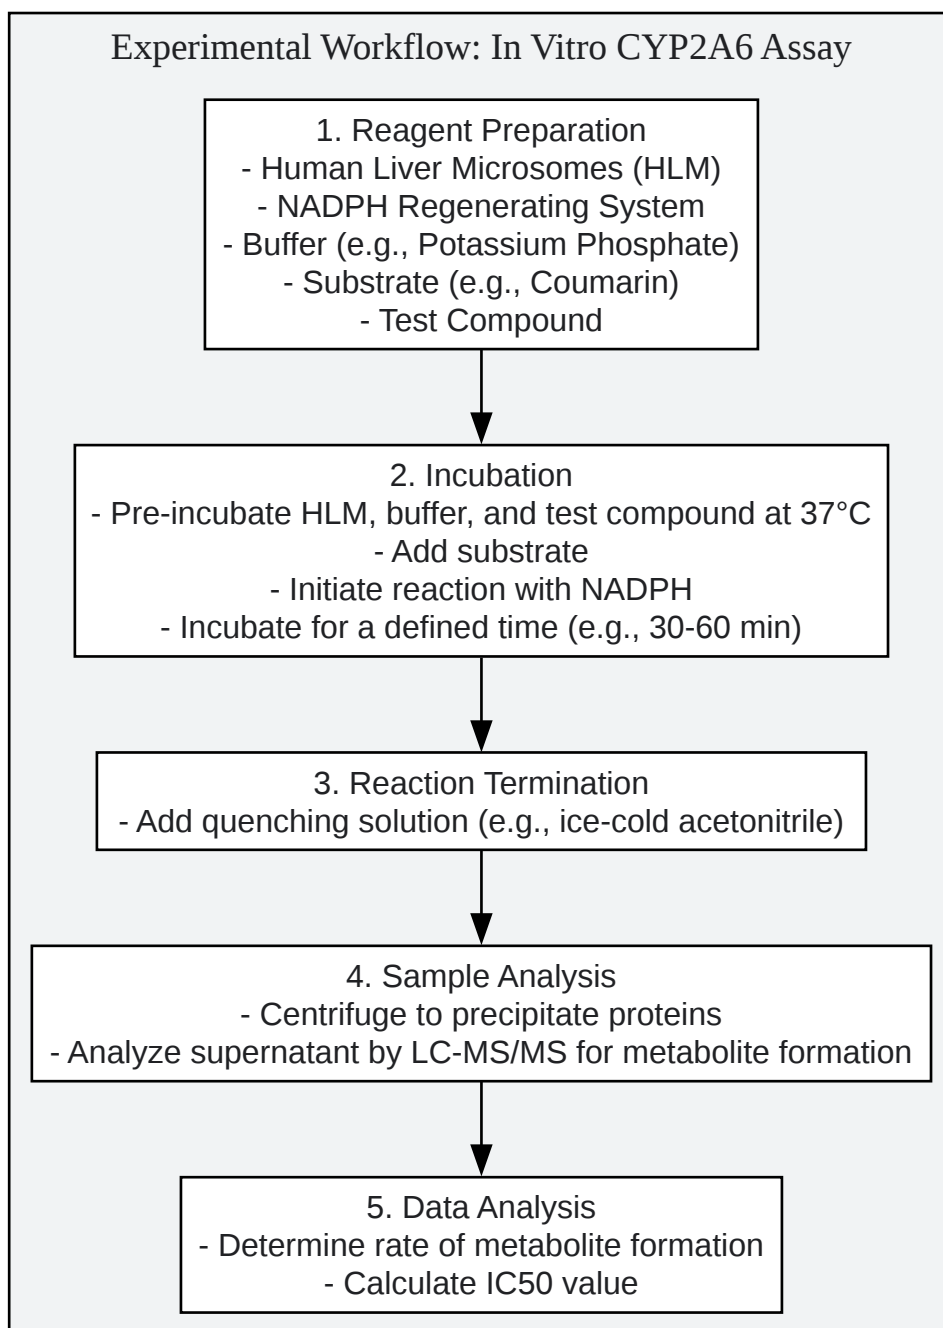 Experimental Workflow: In Vitro CYP2A6 Assay
1. Reagent Preparation
- Human Liver Microsomes (HLM)
- NADPH Regenerating System
- Buffer (e.g., Potassium Phosphate)
- Substrate (e.g., Coumarin)
- Test Compound
2. Incubation
- Pre-incubate HLM, buffer, and test compound at 37°C
- Add substrate
- Initiate reaction with NADPH
- Incubate for a defined time (e.g., 30-60 min)
3. Reaction Termination
- Add quenching solution (e.g., ice-cold acetonitrile)
4. Sample Analysis
- Centrifuge to precipitate proteins
- Analyze supernatant by LC-MS/MS for metabolite formation
5. Data Analysis
- Determine rate of metabolite formation
- Calculate IC50 value